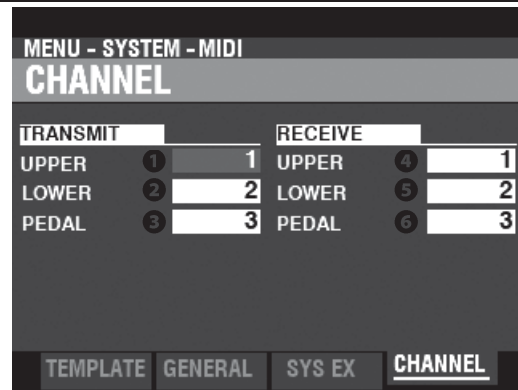 MENU - SYSTEM - MIDI
CHANNEL
TRANSMIT
UPPER 1 1
LOWER 2 2
PEDAL 3 3
RECEIVE
UPPER 4 1
LOWER 5 2
PEDAL 6 3
TEMPLATE GENERAL SYS EX CHANNEL